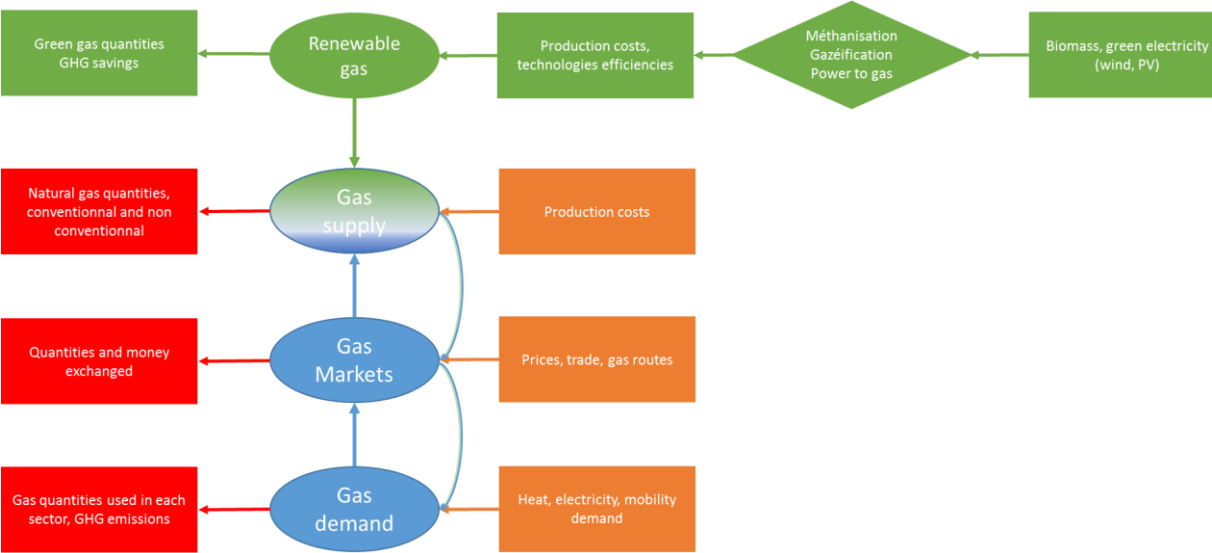 Green gas quantities
GHG savings
Renewable
gas
Production costs,
technologies efficiencies
Méthanisation
Gazéification
Power to gas
Biomass, green electricity
(wind, PV)
Natural gas quantities,
conventionnal and non
conventionnal
Gas
supply
Production costs
Quantities and money
exchanged
Gas
Markets
Prices, trade, gas routes
Gas quantities used in each
sector, GHG emissions
Gas
demand
Heat, electricity, mobility
demand